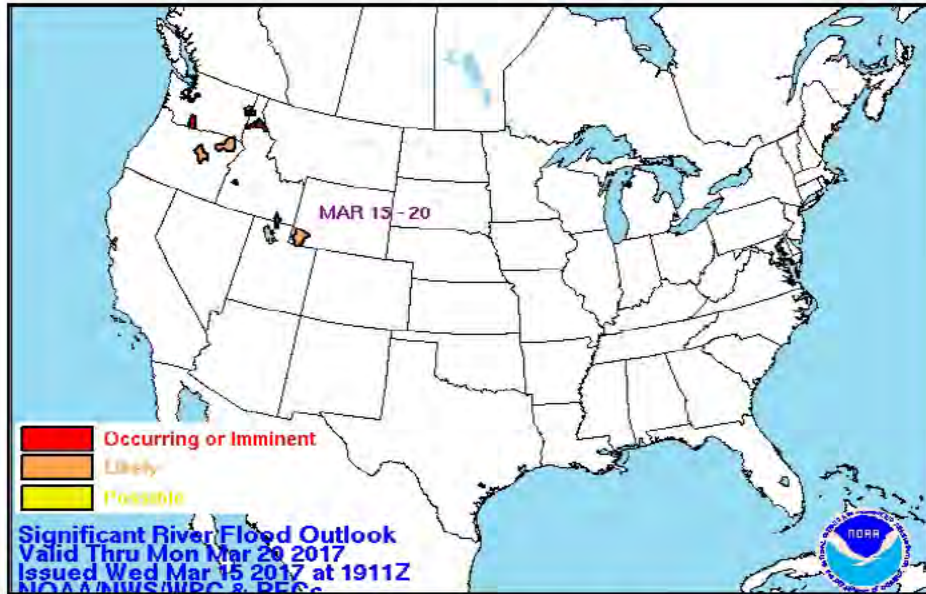 MAR 15 - 20
Occurring or Imminent
Likely
Possible
Significant River Flood Outlook
Valid Thru Mon Mar 20 2017
Issued Wed Mar 15 2017 at 1911Z
NOAA/NWS/WPC & RFCs
NOAA